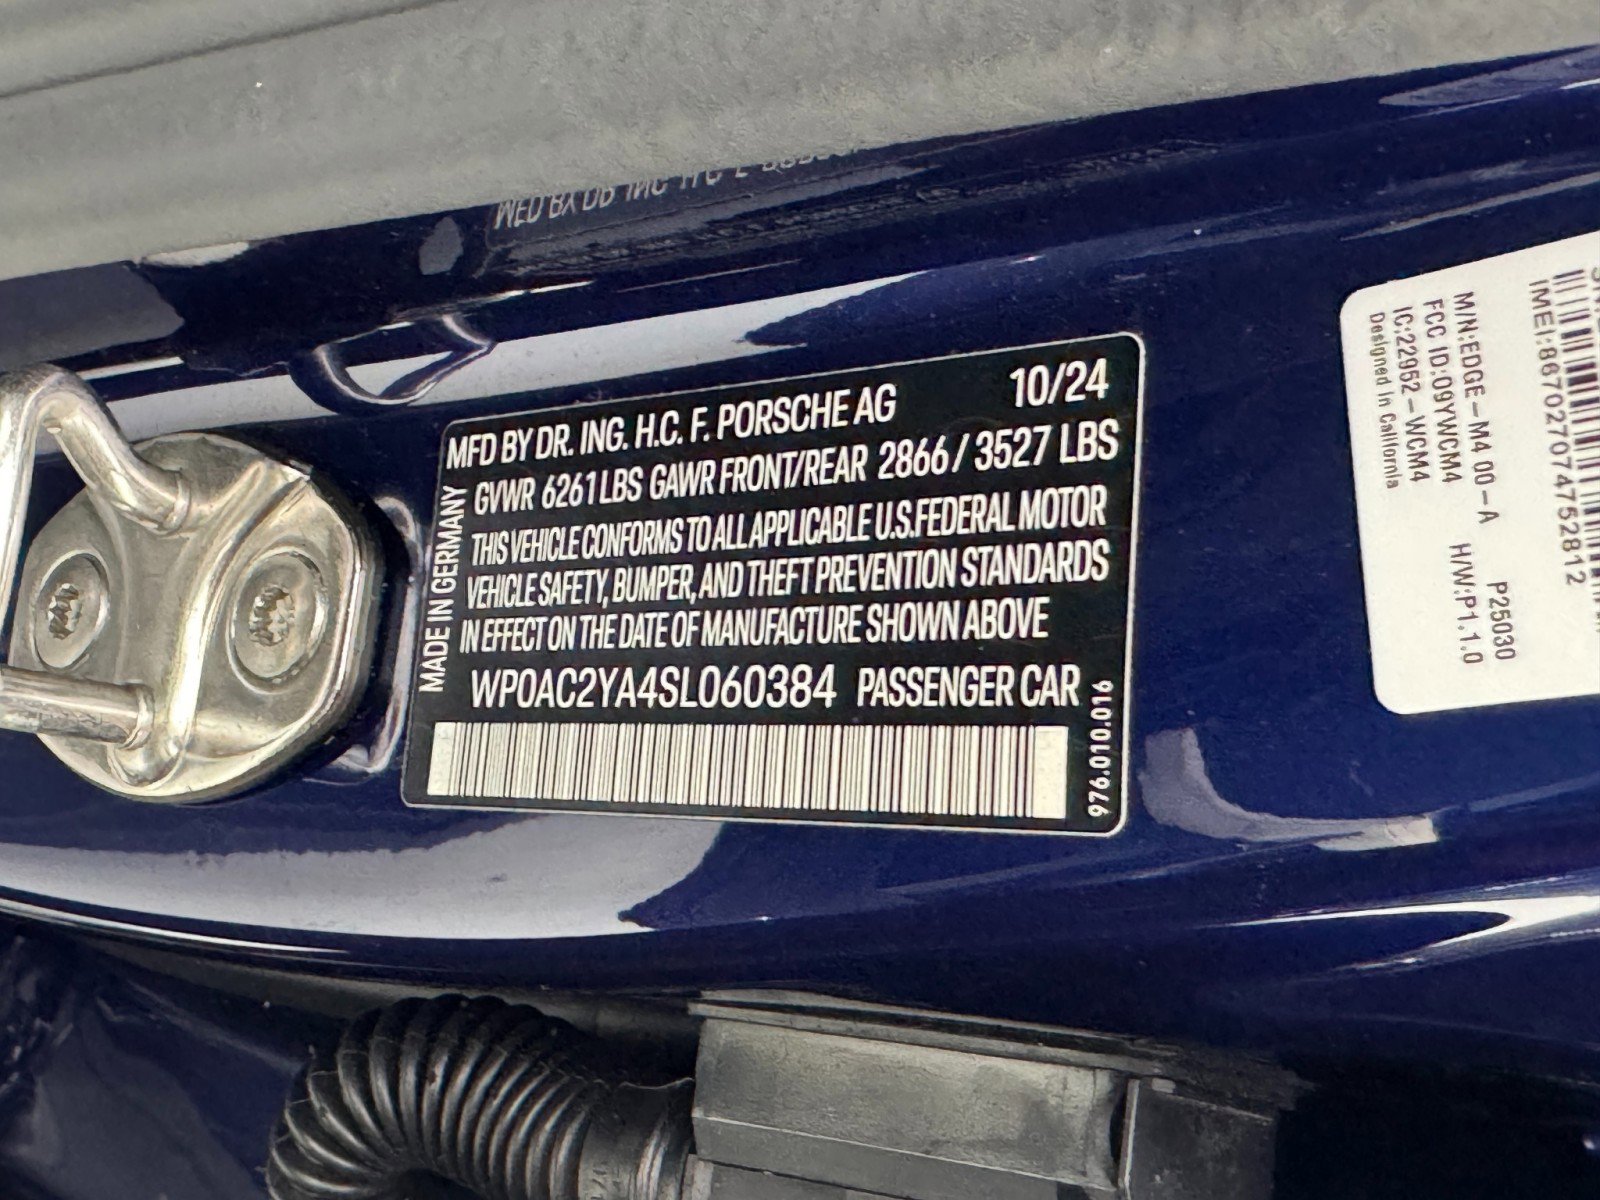 MFD BY DR. ING. H.C. F. PORSCHE AG 10/24
GVWR 6261 LBS GAWR FRONT/REAR 2866 / 3527 LBS
THIS VEHICLE CONFORMS TO ALL APPLICABLE U.S. FEDERAL MOTOR
VEHICLE SAFETY, BUMPER, AND THEFT PREVENTION STANDARDS
IN EFFECT ON THE DATE OF MANUFACTURE SHOWN ABOVE
WP0AC2YA4SL060384 PASSENGER CAR
MADE IN GERMANY
976.010.016
IMEI:867027074752812
M/N:EDGE-M4 00-A P25030
FCC ID:09YWCM4 H/W:P1.1.0
IC:22952-WCM4
Designed In California